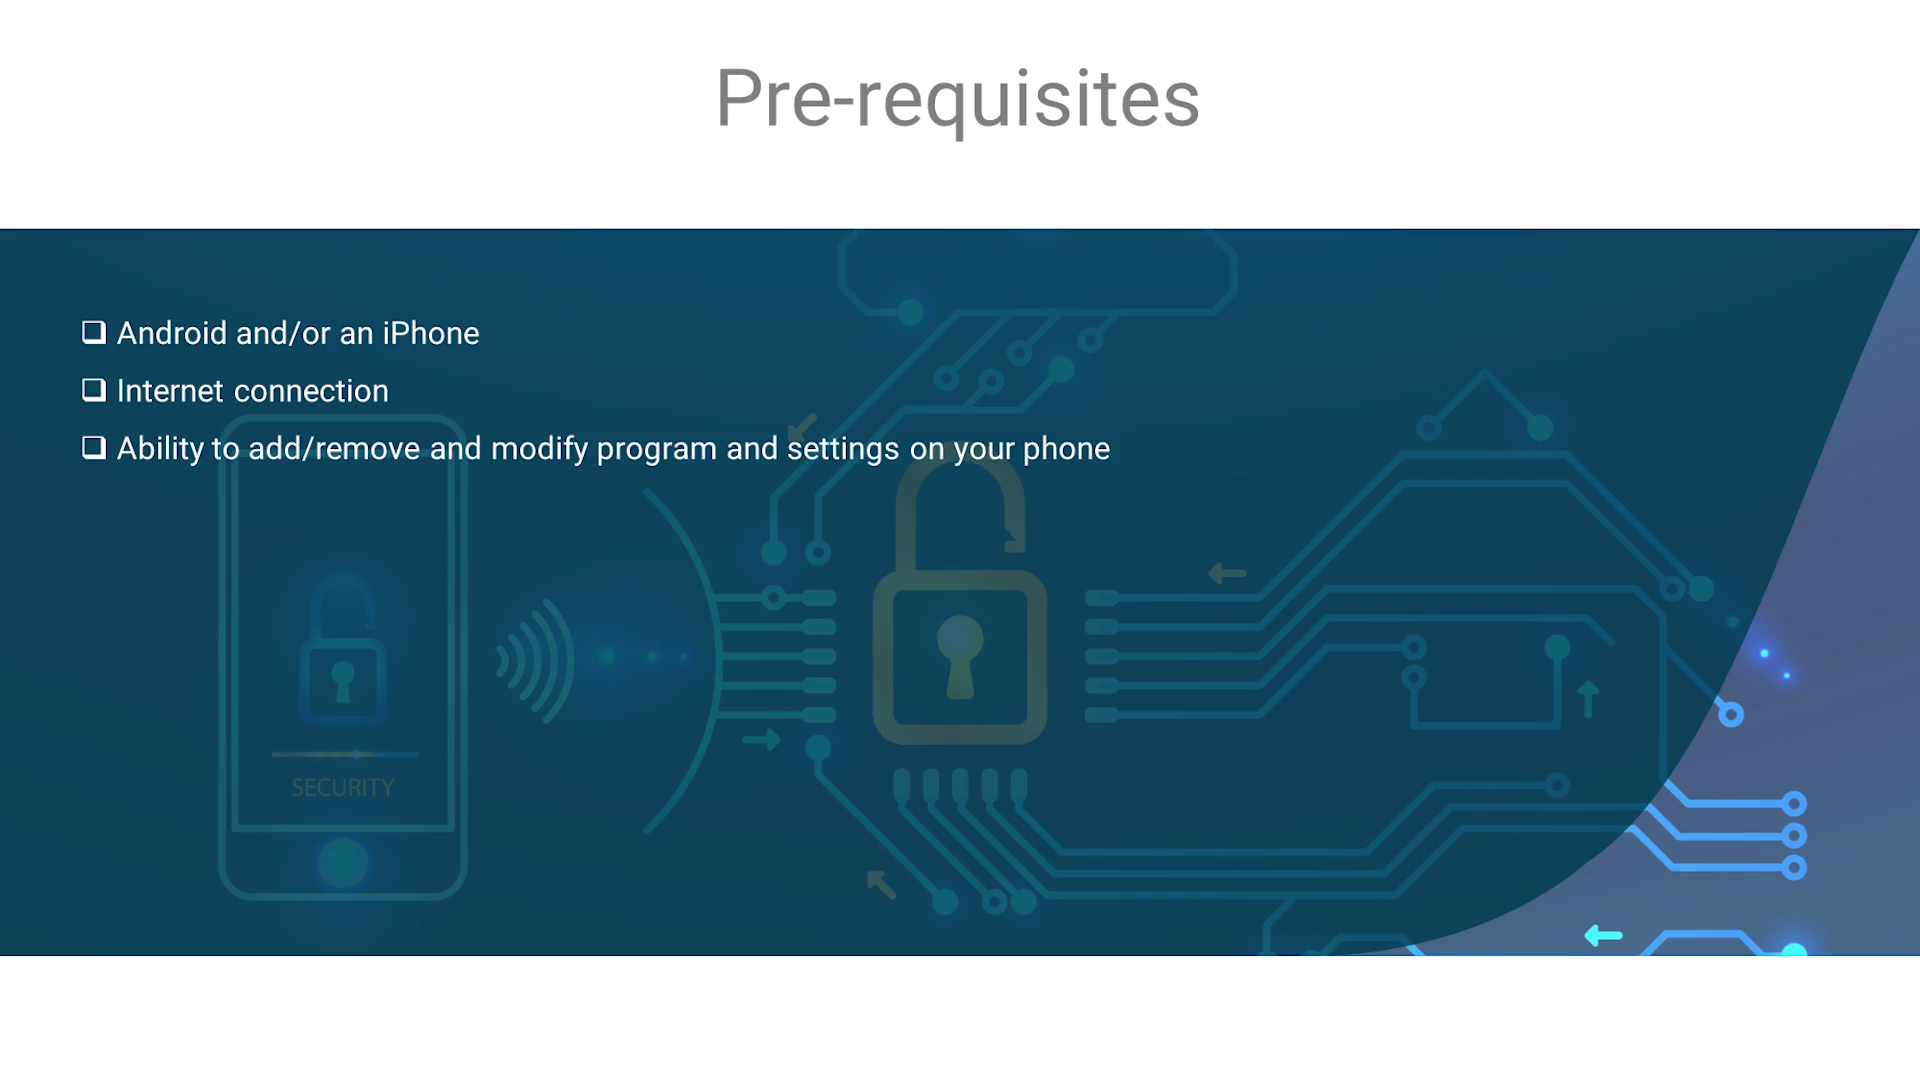 Pre-requisites
❑ Android and/or an iPhone
❑ Internet connection
❑ Ability to add/remove and modify program and settings on your phone
SECURITY